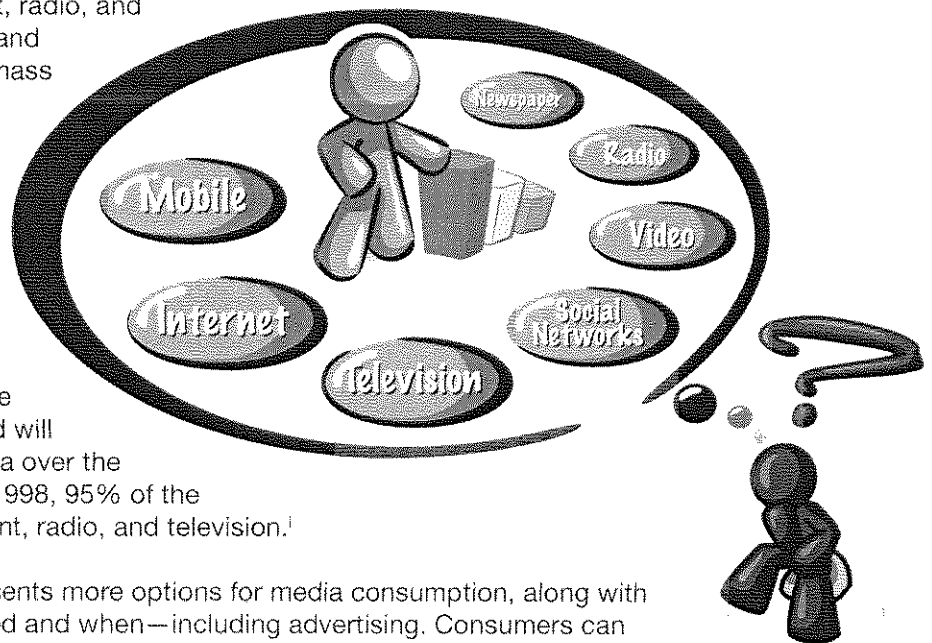 , radio, and
and
mass
Newspaper
Radio
Mobile
Video
Internet
Social
Networks
Television
e
d will
a over the
1998, 95% of the
nt, radio, and television.i
sents more options for media consumption, along with
ed and when—including advertising. Consumers can